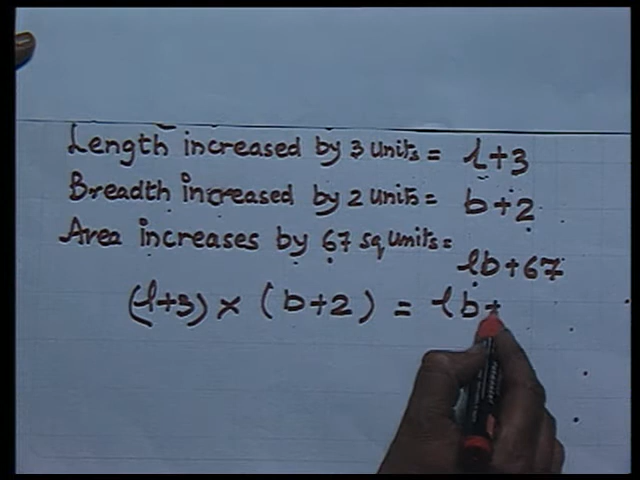 Length increased by 3 Units = l+3
Breadth increased by 2 Units = b+2
Area increases by 67 sq Units =
lb+67
(l+3) × (b+2) = lb+